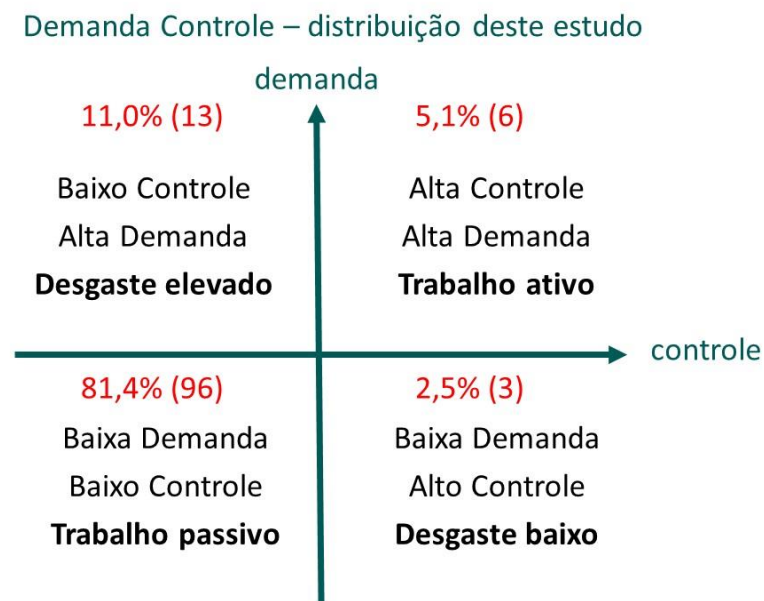 Demanda Controle – distribuição deste estudo
demanda
11,0% (13)
Baixo Controle
Alta Demanda
Desgaste elevado
5,1% (6)
Alta Controle
Alta Demanda
Trabalho ativo
controle
81,4% (96)
Baixa Demanda
Baixo Controle
Trabalho passivo
2,5% (3)
Baixa Demanda
Alto Controle
Desgaste baixo